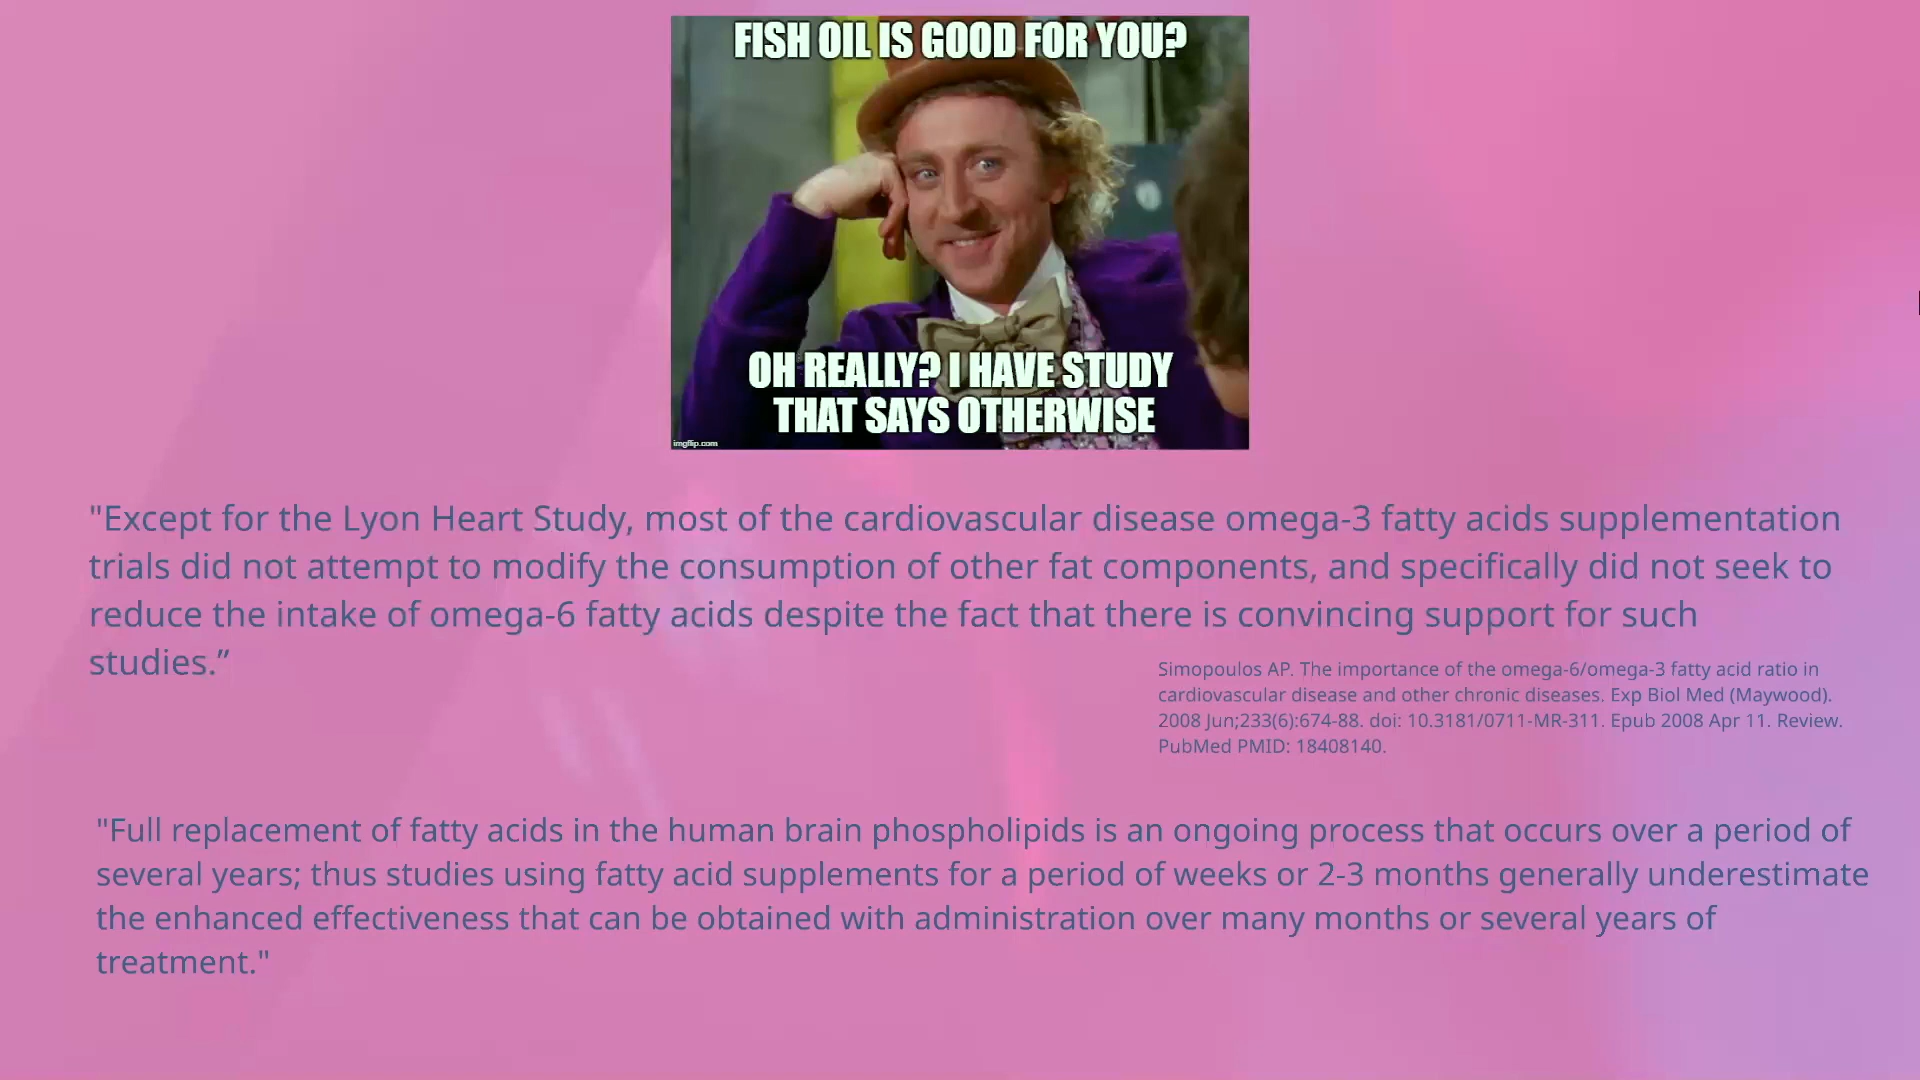 FISH OIL IS GOOD FOR YOU?
OH REALLY? I HAVE STUDY
THAT SAYS OTHERWISE
imgflip.com
"Except for the Lyon Heart Study, most of the cardiovascular disease omega-3 fatty acids supplementation
trials did not attempt to modify the consumption of other fat components, and specifically did not seek to
reduce the intake of omega-6 fatty acids despite the fact that there is convincing support for such
studies.”
Simopoulos AP. The importance of the omega-6/omega-3 fatty acid ratio in
cardiovascular disease and other chronic diseases. Exp Biol Med (Maywood).
2008 Jun;233(6):674-88. doi: 10.3181/0711-MR-311. Epub 2008 Apr 11. Review.
PubMed PMID: 18408140.
"Full replacement of fatty acids in the human brain phospholipids is an ongoing process that occurs over a period of
several years; thus studies using fatty acid supplements for a period of weeks or 2-3 months generally underestimate
the enhanced effectiveness that can be obtained with administration over many months or several years of
treatment."